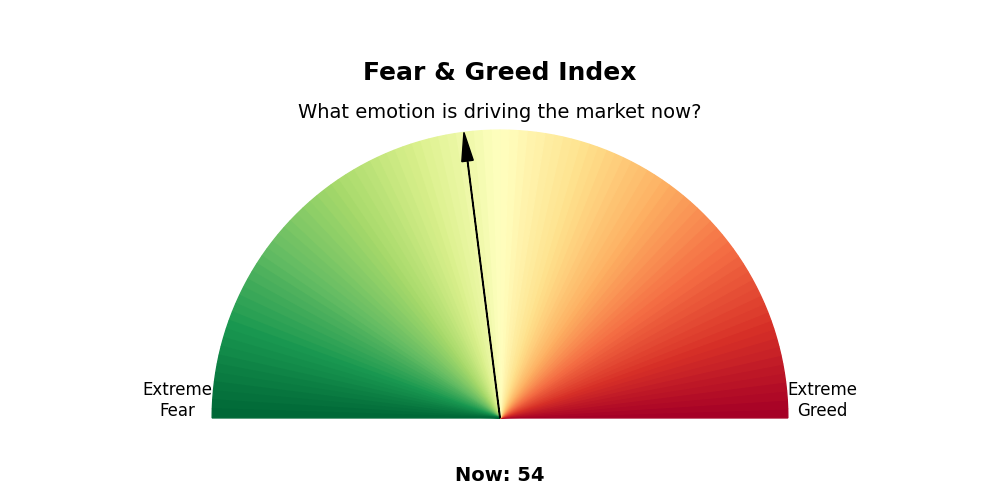 Fear & Greed Index
What emotion is driving the market now?
Extreme
Fear
Extreme
Greed
Now: 54